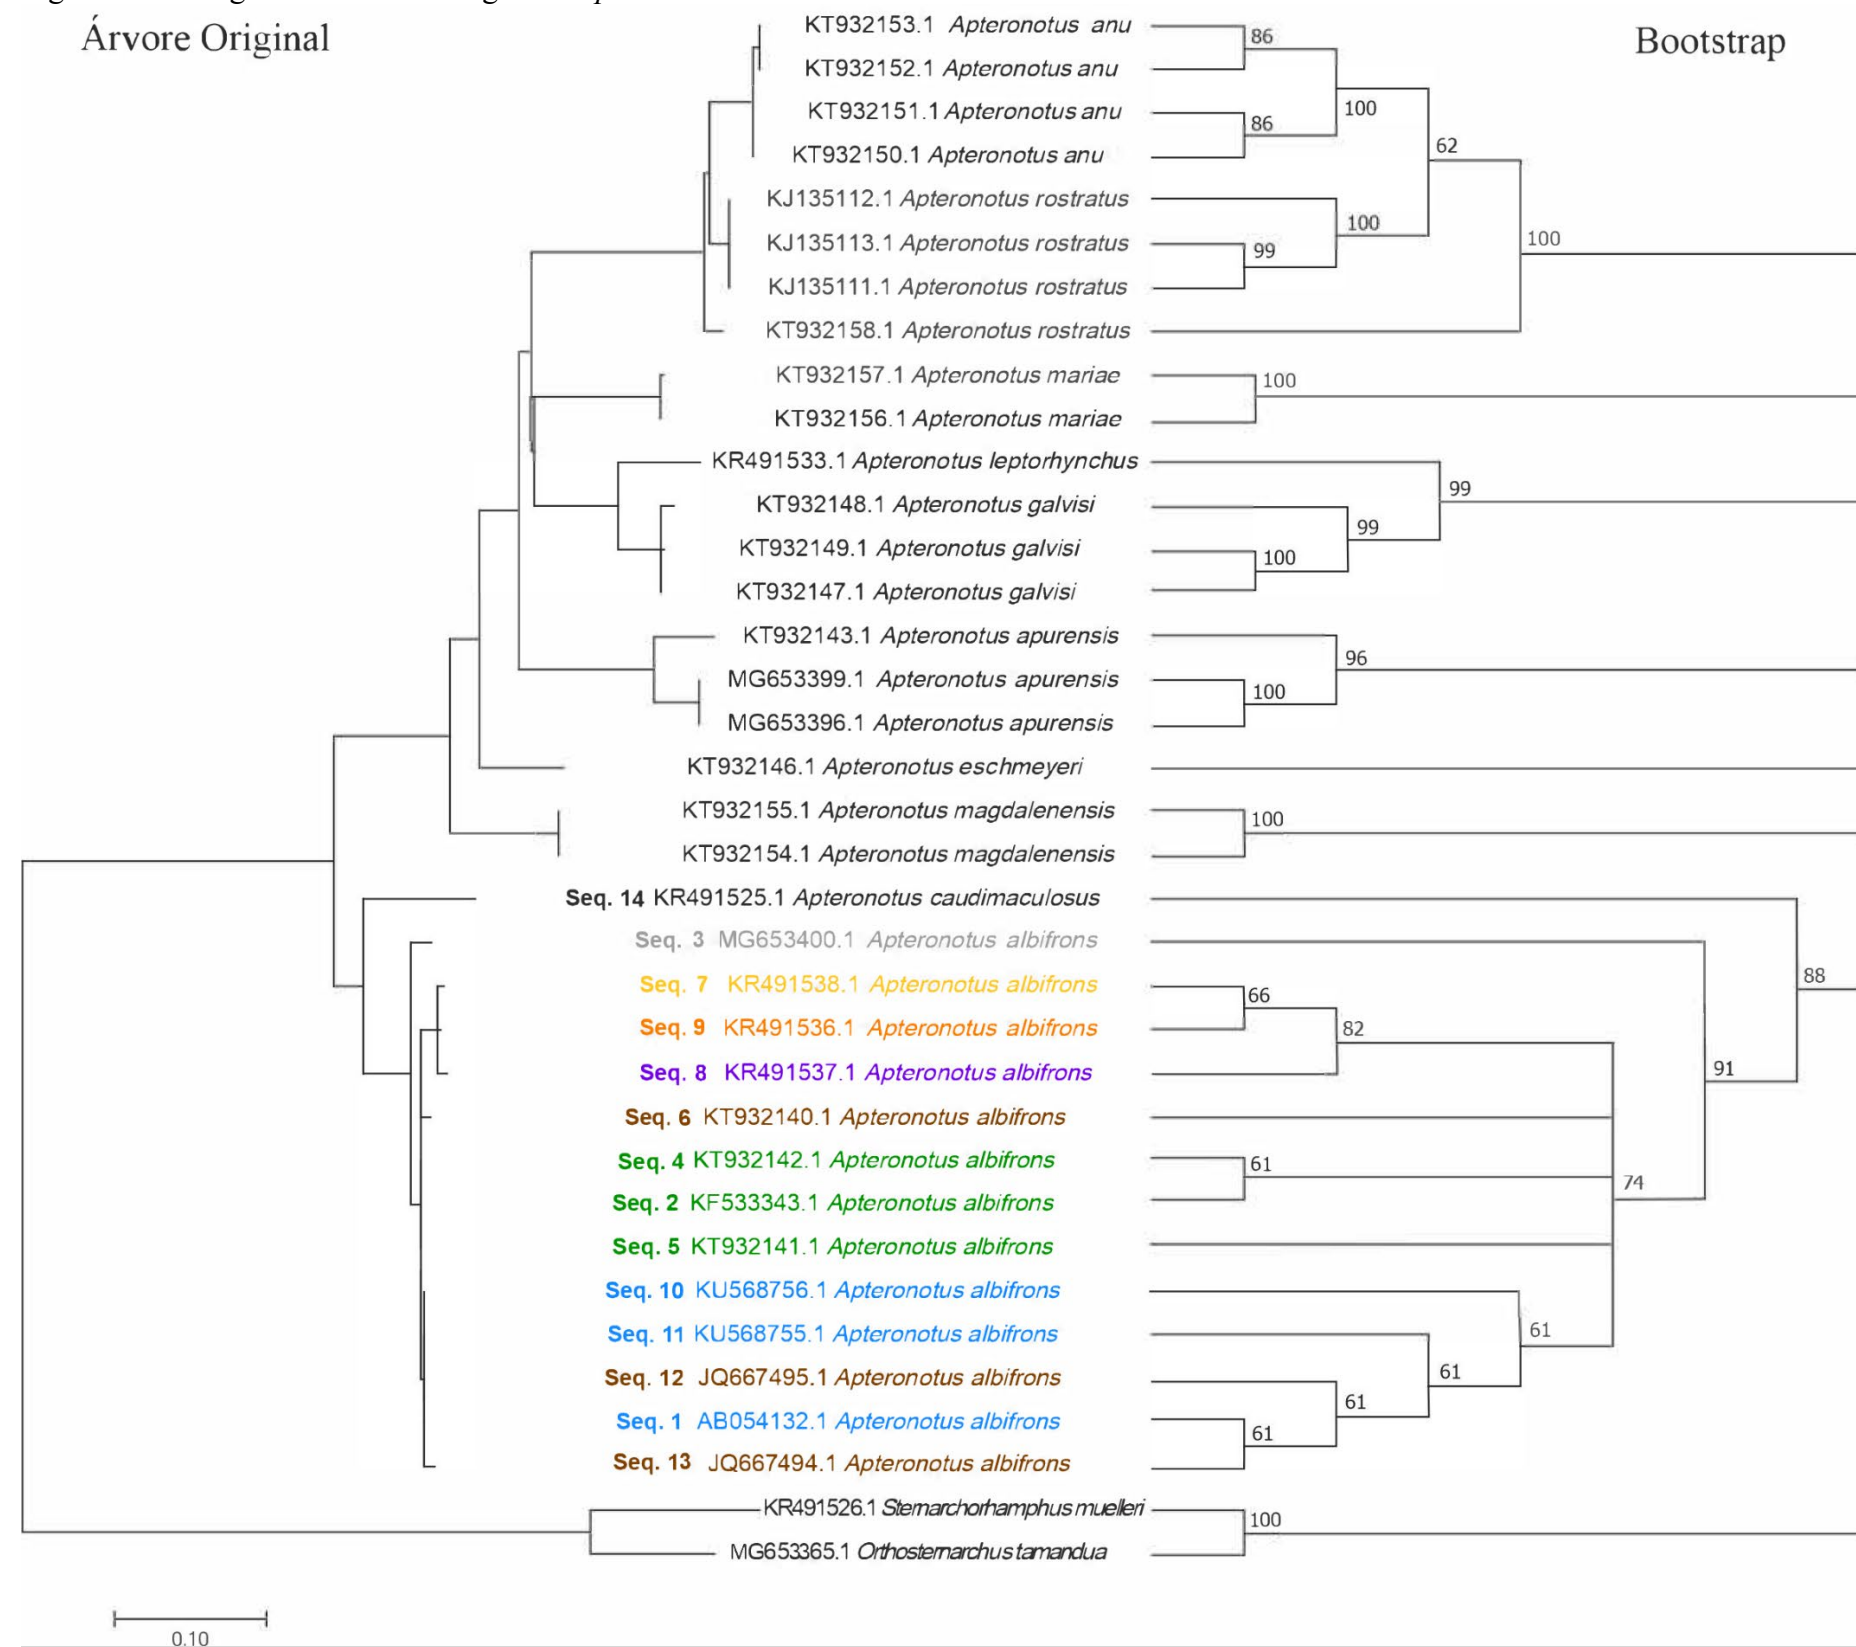 Árvore Original
Bootstrap
KT932153.1 Apteronotus anu
86
KT932152.1 Apteronotus anu
100
KT932151.1 Apteronotus anu
86
62
KT932150.1 Apteronotus anu
KJ135112.1 Apteronotus rostratus
100
KJ135113.1 Apteronotus rostratus
99
100
KJ135111.1 Apteronotus rostratus
KT932158.1 Apteronotus rostratus
KT932157.1 Apteronotus mariae
100
KT932156.1 Apteronotus mariae
KR491533.1 Apteronotus leptorhynchus
99
KT932148.1 Apteronotus galvisi
99
KT932149.1 Apteronotus galvisi
100
KT932147.1 Apteronotus galvisi
KT932143.1 Apteronotus apurensis
96
MG653399.1 Apteronotus apurensis
100
MG653396.1 Apteronotus apurensis
KT932146.1 Apteronotus eschmeyeri
KT932155.1 Apteronotus magdalenensis
100
KT932154.1 Apteronotus magdalenensis
Seq. 14 KR491525.1 Apteronotus caudimaculosus
Seq. 3 MG653400.1 Apteronotus albifrons
88
Seq. 7 KR491538.1 Apteronotus albifrons
66
Seq. 9 KR491536.1 Apteronotus albifrons
82
Seq. 8 KR491537.1 Apteronotus albifrons
91
Seq. 6 KT932140.1 Apteronotus albifrons
Seq. 4 KT932142.1 Apteronotus albifrons
61
74
Seq. 2 KF533343.1 Apteronotus albifrons
Seq. 5 KT932141.1 Apteronotus albifrons
Seq. 10 KU568756.1 Apteronotus albifrons
61
Seq. 11 KU568755.1 Apteronotus albifrons
61
Seq. 12 JQ667495.1 Apteronotus albifrons
61
Seq. 1 AB054132.1 Apteronotus albifrons
61
Seq. 13 JQ667494.1 Apteronotus albifrons
KR491526.1 Sternarchorhamphus muelleri
100
MG653365.1 Orthosternarchus tamandua
0.10